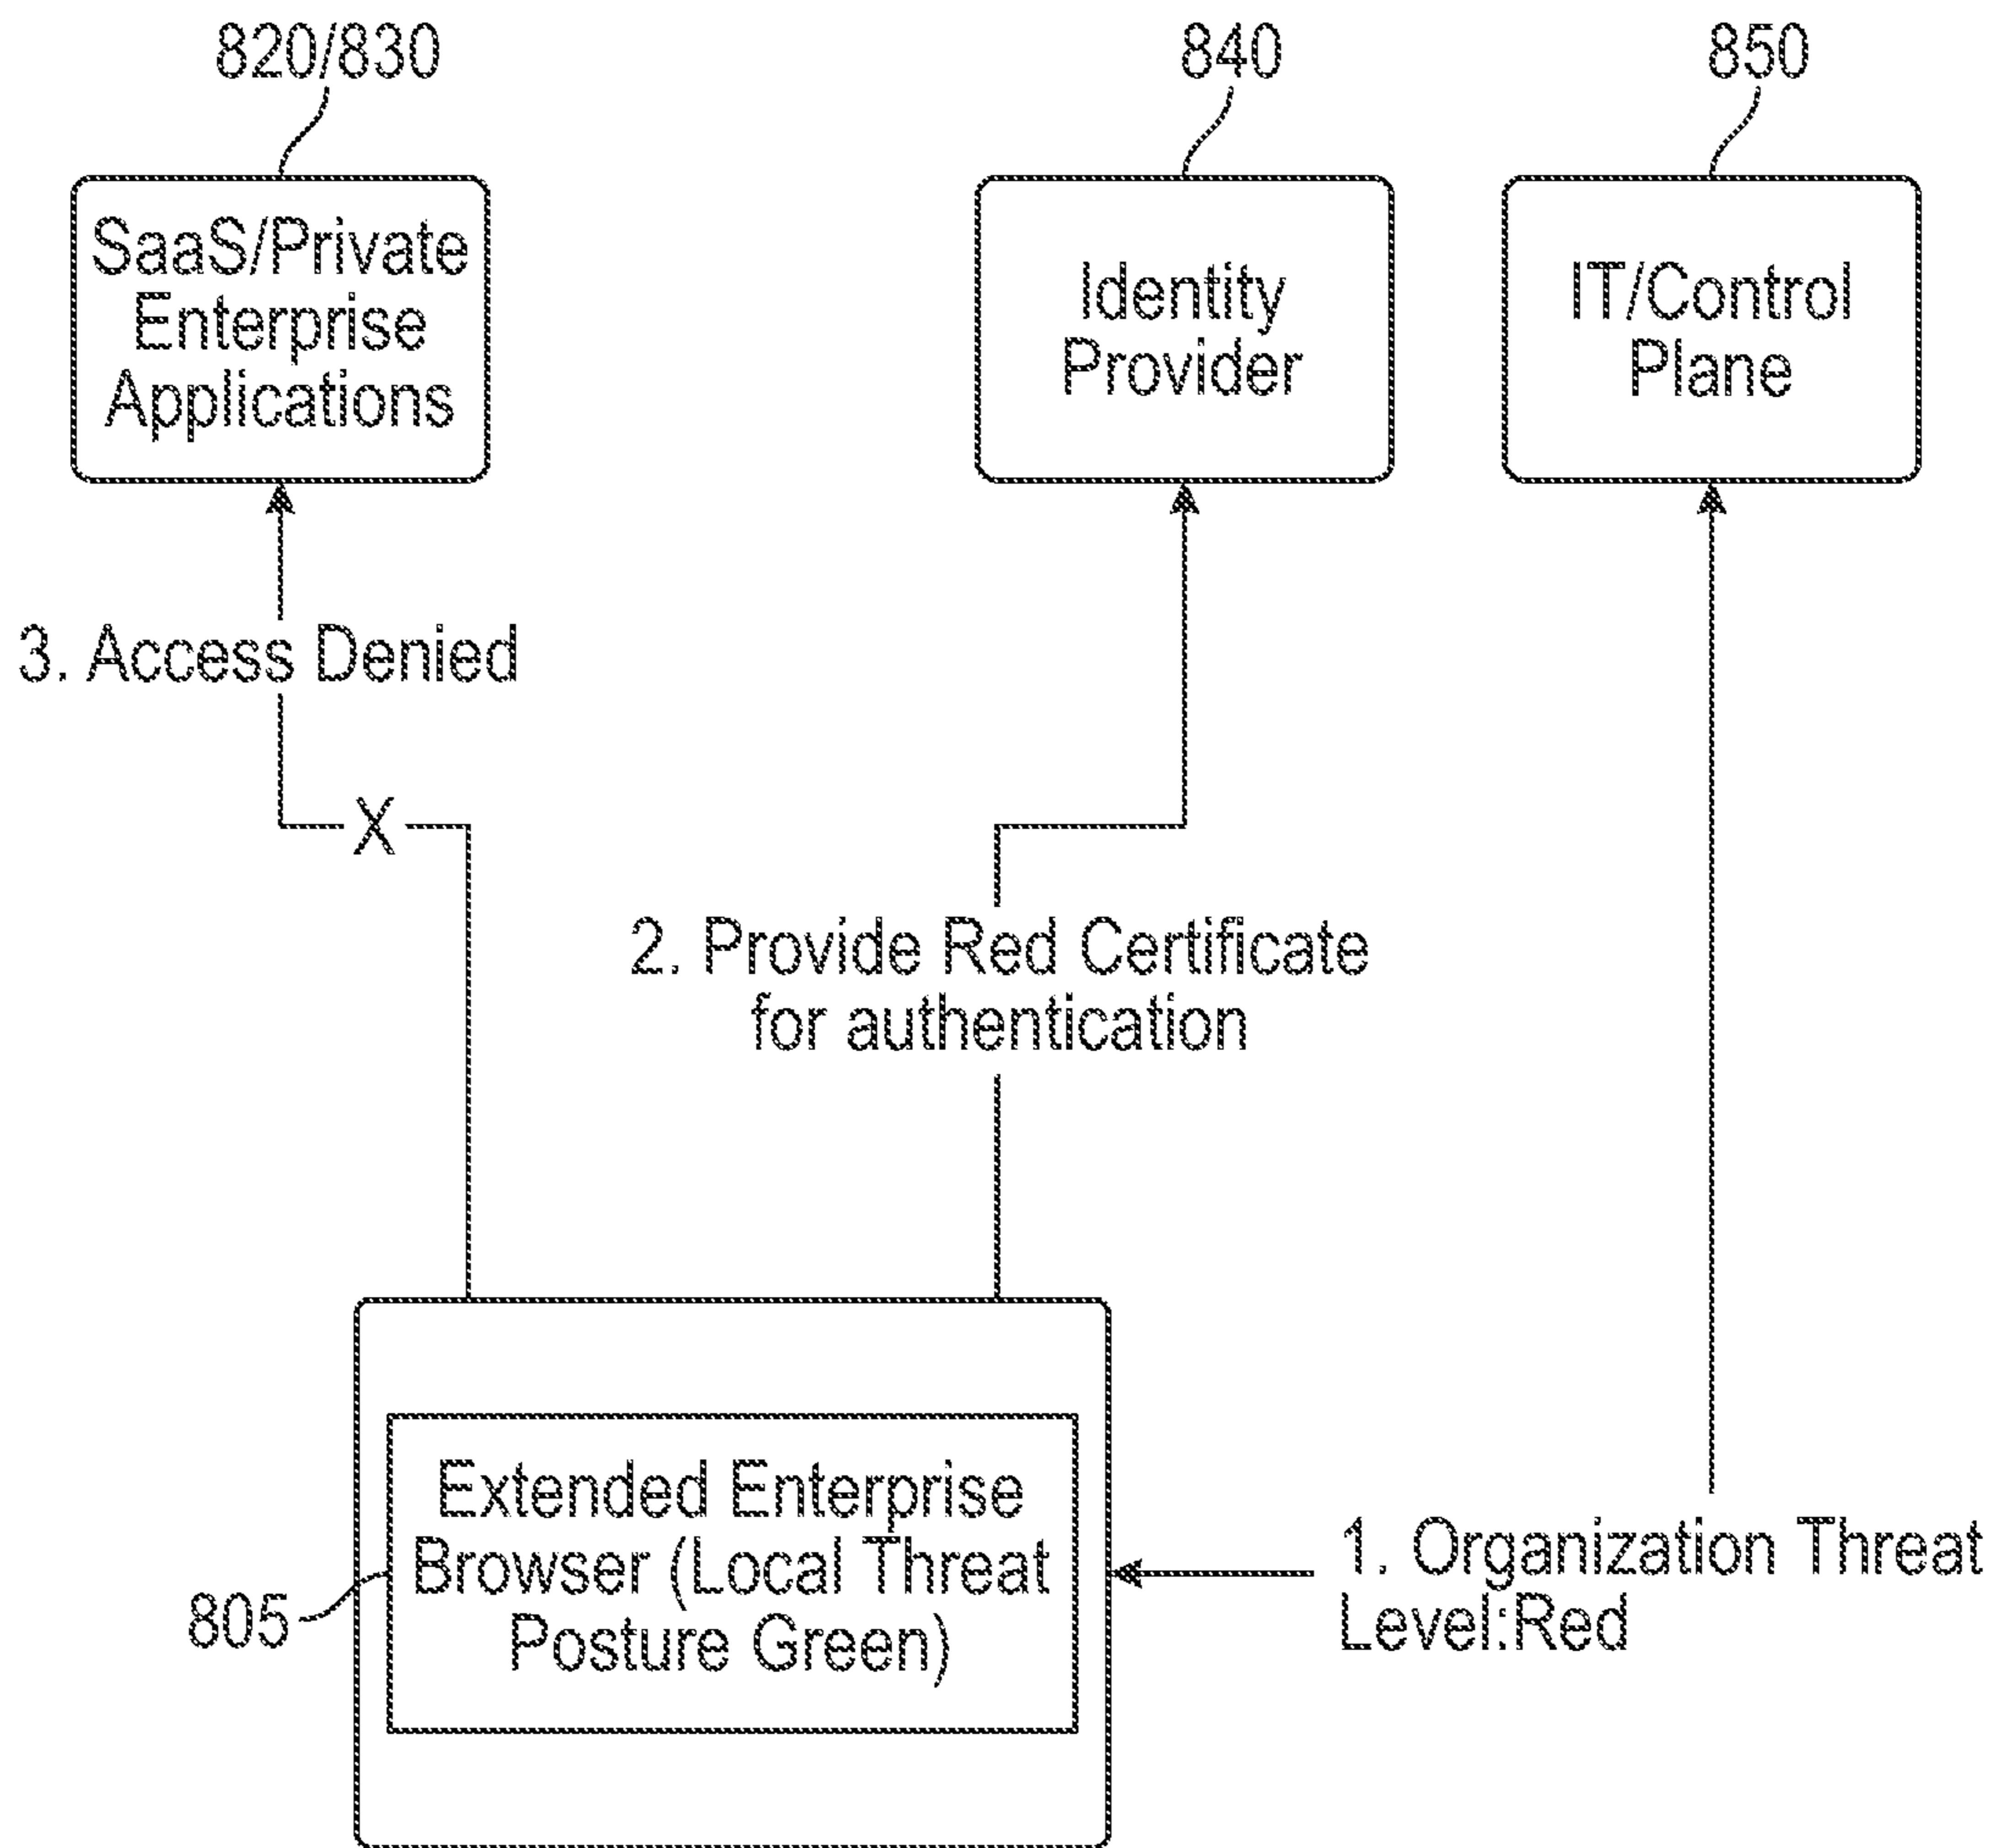 820/830
840
850
SaaS/Private
Enterprise
Applications
Identity
Provider
IT/Control
Plane
3. Access Denied
X
2. Provide Red Certificate
for authentication
Extended Enterprise
Browser (Local Threat
Posture Green)
805
1. Organization Threat
Level:Red